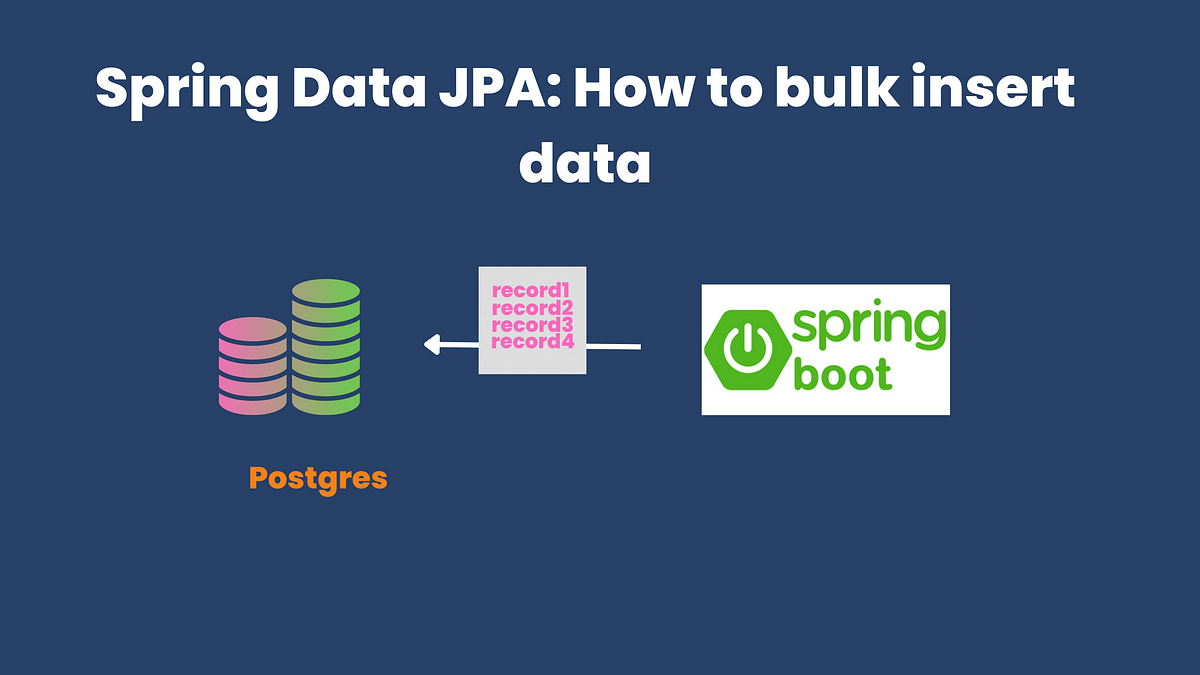 Spring Data JPA: How to bulk insert
data
record1
record2
record3
record4
spring
boot
Postgres